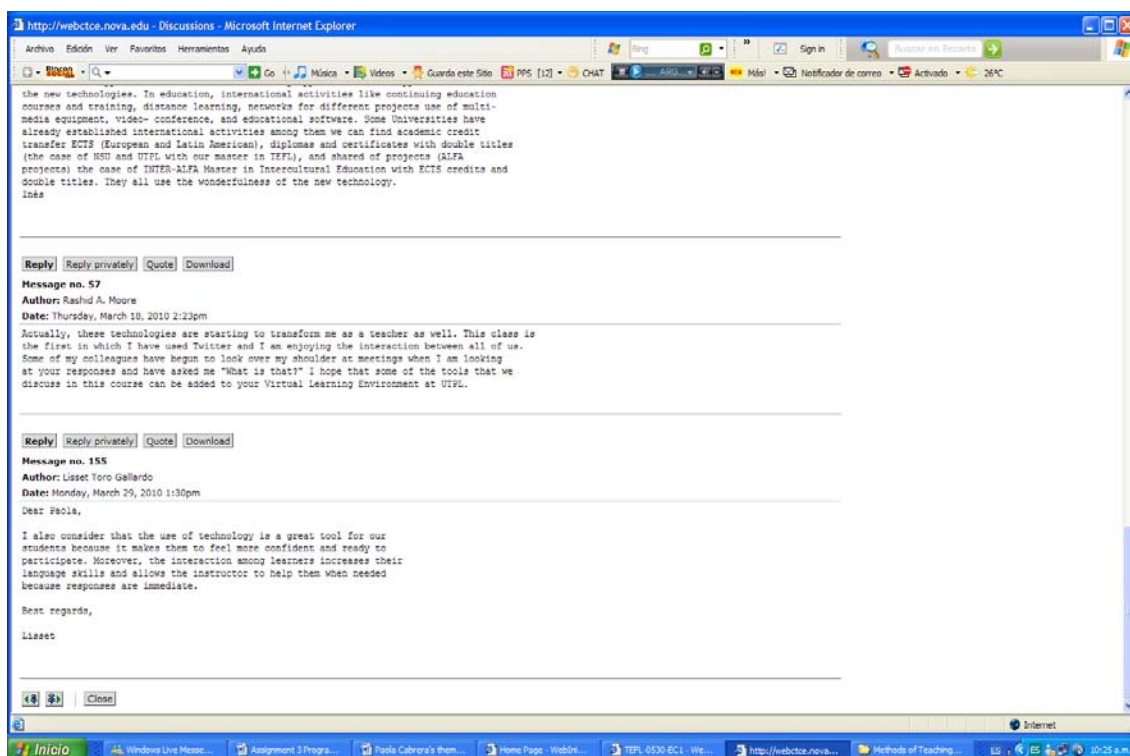 http://webctce.nova.edu - Discussions - Microsoft Internet Explorer
Archivo Edición Ver Favoritos Herramientas Ayuda
Bing
Sign in
Buscar en Encarta
Go Música Videos Guarda este Sitio PPS [12] CHAT Más! Notificador de correo Activado 26ºC
the new technologies. In education, international activities like continuing education
courses and training, distance learning, networks for different projects use of multi-
media equipment, video- conference, and educational software. Some Universities have
already established international activities among them we can find academic credit
transfer ECTS (European and Latin American), diplomas and certificates with double titles
(the case of NSU and UTPL with our master in TEFL), and shared of projects (ALFA
projects) the case of INTER-ALFA Master in Intercultural Education with ECTS credits and
double titles. They all use the wonderfulness of the new technology.
Inés
Reply Reply privately Quote Download
Message no. 57
Author: Rashid A. Moore
Date: Thursday, March 18, 2010 2:23pm
Actually, these technologies are starting to transform me as a teacher as well. This class is
the first in which I have used Twitter and I am enjoying the interaction between all of us.
Some of my colleagues have begun to look over my shoulder at meetings when I am looking
at your responses and have asked me "What is that?" I hope that some of the tools that we
discuss in this course can be added to your Virtual Learning Environment at UTPL.
Reply Reply privately Quote Download
Message no. 155
Author: Lisset Toro Gallardo
Date: Monday, March 29, 2010 1:30pm
Dear Paola,
I also consider that the use of technology is a great tool for our
students because it makes them to feel more confident and ready to
participate. Moreover, the interaction among learners increases their
language skills and allows the instructor to help them when needed
because responses are immediate.
Best regards,
Lisset
Close
Internet
Inicio Windows Live Messe... Assignment 3 Progra... Paola Cabrera's them... Home Page - WebIni... TEFL-0530-EC1 - We... http://webctce.nova... Methods of Teaching... ES ES 10:25 a.m.